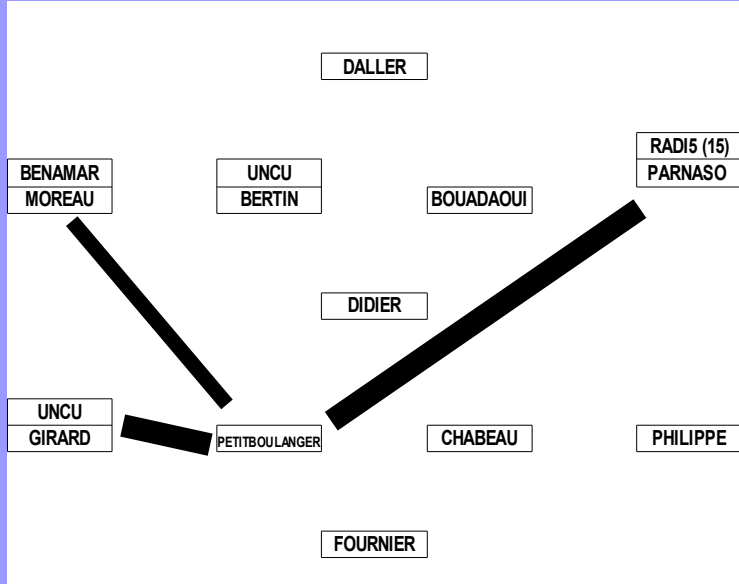 DALLER
RADI5 (15)
PARNASO
BENAMAR
MOREAU
UNCU
BERTIN
BOUADAOUI
DIDIER
UNCU
GIRARD
PETITBOULANGER
CHABEAU
PHILIPPE
FOURNIER